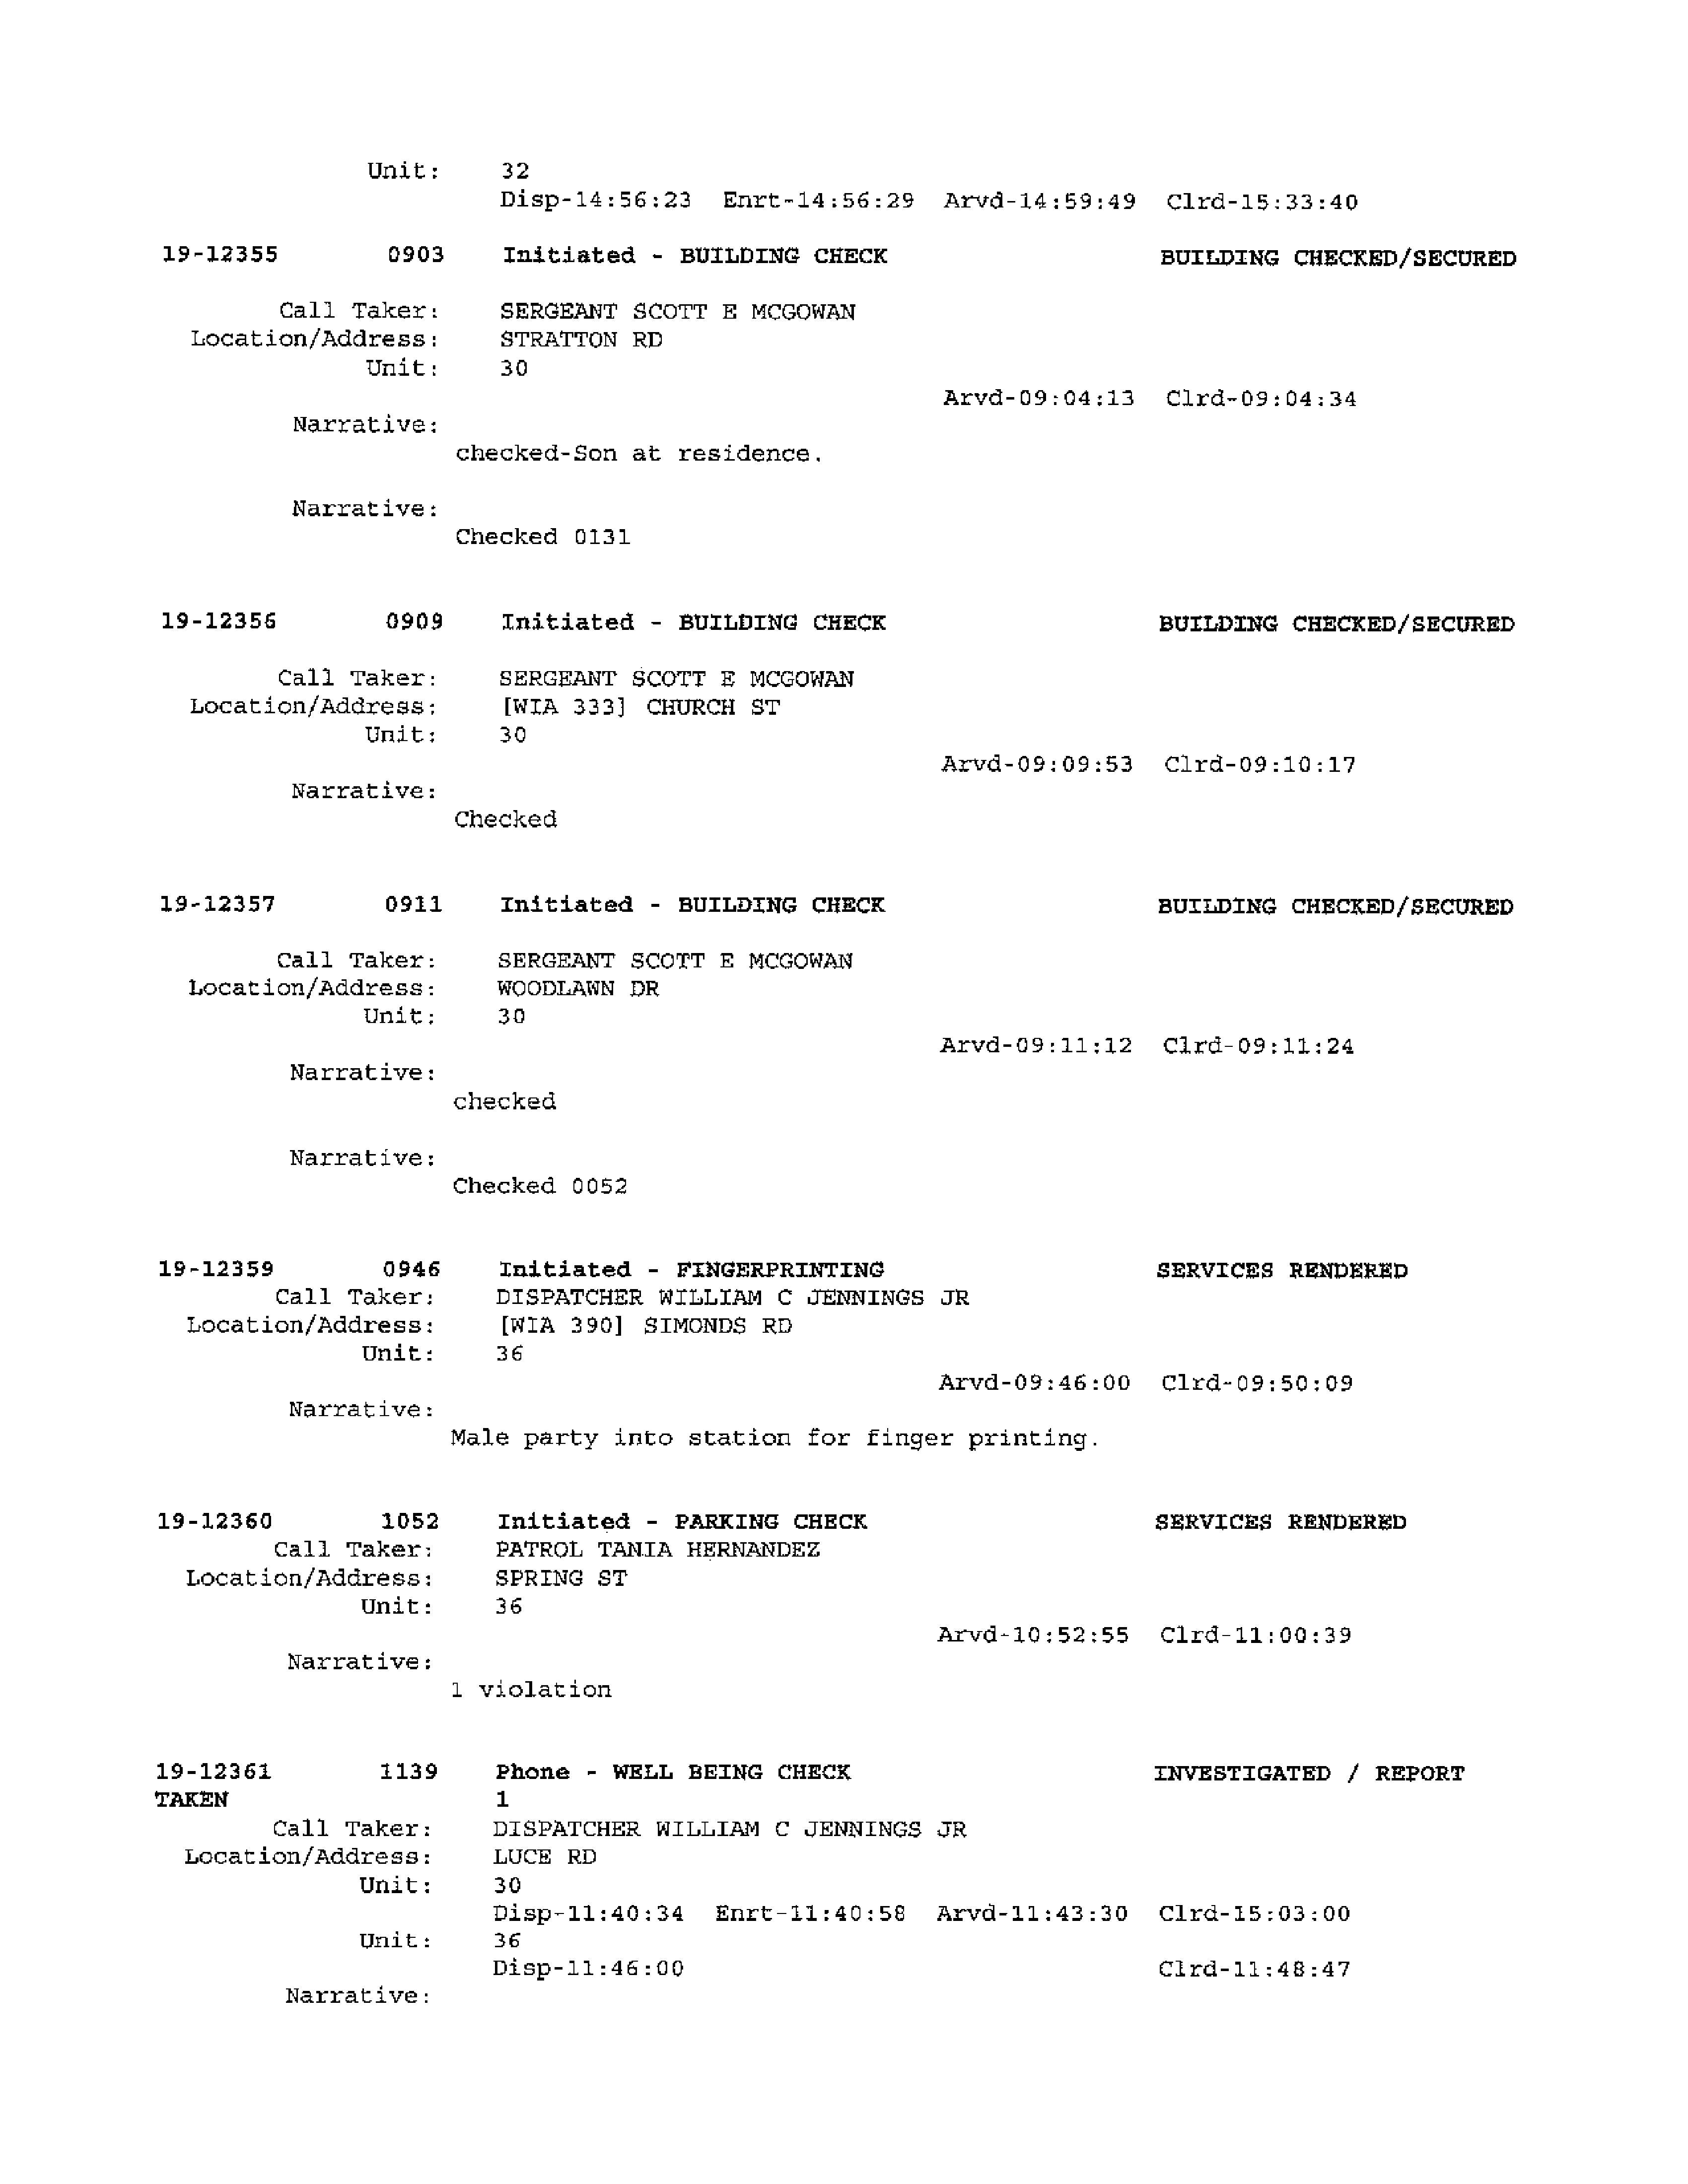 Unit: 32
Disp-14:56:23 Enrt-14:56:29 Arvd-14:59:49 Clrd-15:33:40
19-12355 0903 Initiated - BUILDING CHECK BUILDING CHECKED/SECURED
Call Taker: SERGEANT SCOTT E MCGOWAN
Location/Address: STRATTON RD
Unit: 30
Arvd-09:04:13 Clrd-09:04:34
Narrative:
checked-Son at residence.
Narrative:
Checked 0131
19-12356 0909 Initiated - BUILDING CHECK BUILDING CHECKED/SECURED
Call Taker: SERGEANT SCOTT E MCGOWAN
Location/Address: [WIA 333] CHURCH ST
Unit: 30
Arvd-09:09:53 Clrd-09:10:17
Narrative:
Checked
19-12357 0911 Initiated - BUILDING CHECK BUILDING CHECKED/SECURED
Call Taker: SERGEANT SCOTT E MCGOWAN
Location/Address: WOODLAWN DR
Unit: 30
Arvd-09:11:12 Clrd-09:11:24
Narrative:
checked
Narrative:
Checked 0052
19-12359 0946 Initiated - FINGERPRINTING SERVICES RENDERED
Call Taker: DISPATCHER WILLIAM C JENNINGS JR
Location/Address: [WIA 390] SIMONDS RD
Unit: 36
Arvd-09:46:00 Clrd-09:50:09
Narrative:
Male party into station for finger printing.
19-12360 1052 Initiated - PARKING CHECK SERVICES RENDERED
Call Taker: PATROL TANIA HERNANDEZ
Location/Address: SPRING ST
Unit: 36
Arvd-10:52:55 Clrd-11:00:39
Narrative:
1 violation
19-12361 1139 Phone - WELL BEING CHECK INVESTIGATED / REPORT
TAKEN 1
Call Taker: DISPATCHER WILLIAM C JENNINGS JR
Location/Address: LUCE RD
Unit: 30
Disp-11:40:34 Enrt-11:40:58 Arvd-11:43:30 Clrd-15:03:00
Unit: 36
Disp-11:46:00 Clrd-11:48:47
Narrative: